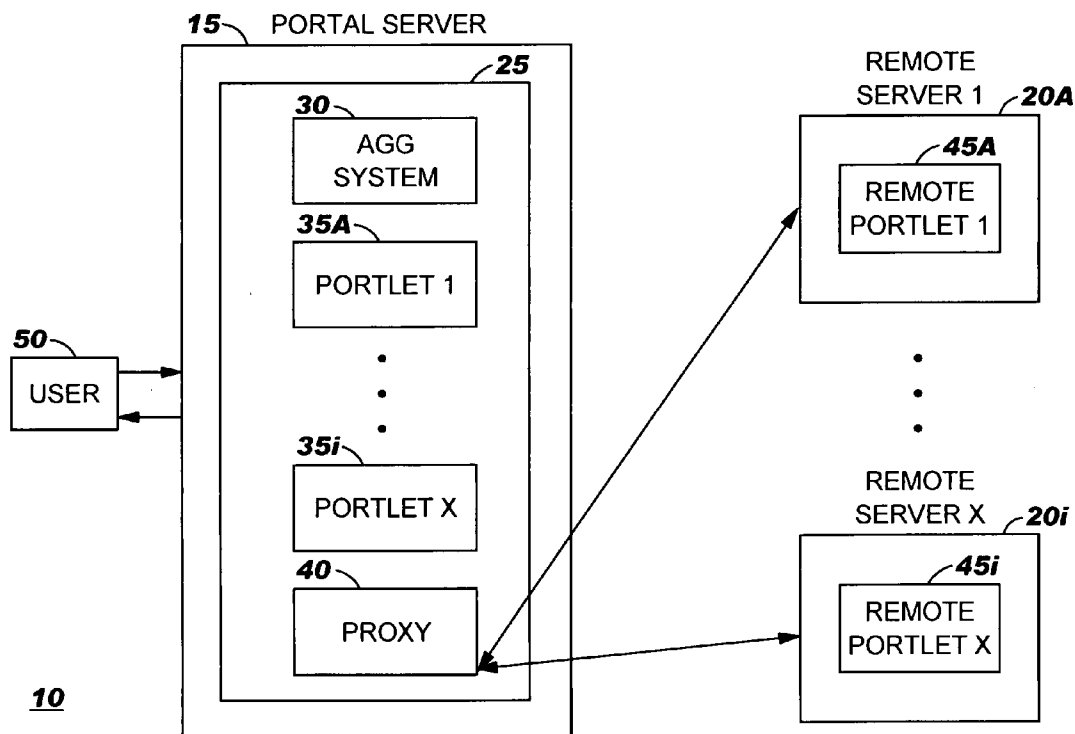 15
PORTAL SERVER
25
30
AGG
SYSTEM
35A
PORTLET 1
50
USER
35i
PORTLET X
40
PROXY
10
REMOTE
SERVER 1
20A
45A
REMOTE
PORTLET 1
REMOTE
SERVER X
20i
45i
REMOTE
PORTLET X